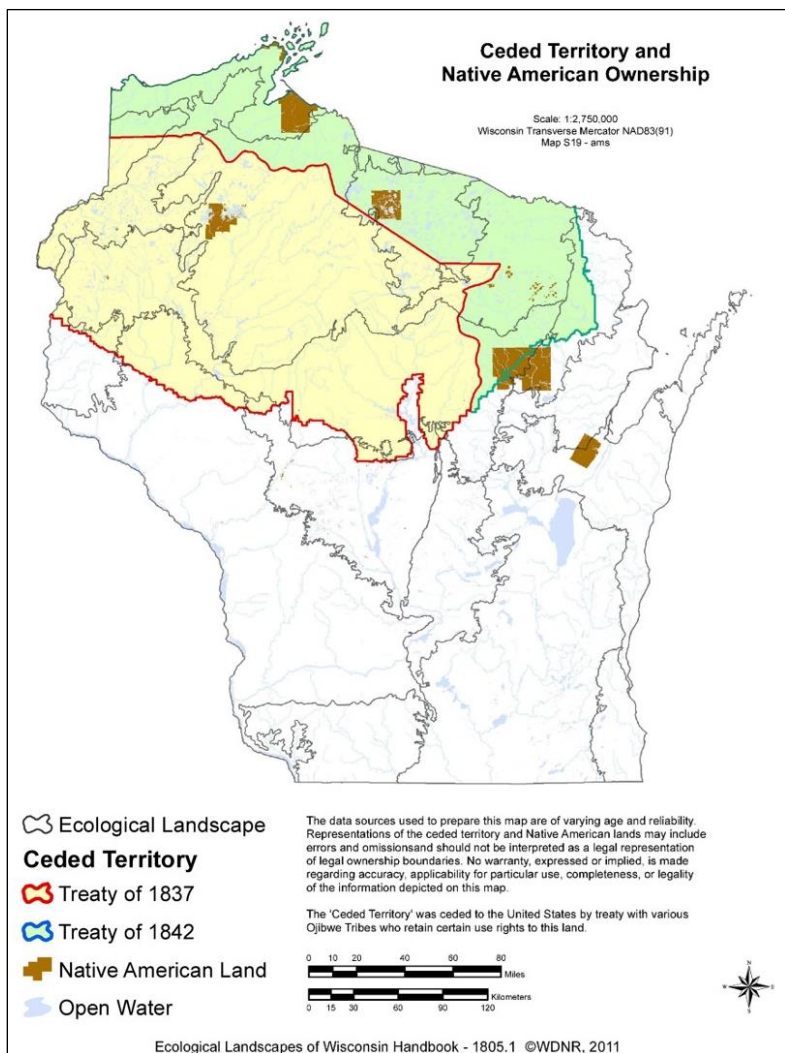 Ceded Territory and
Native American Ownership
Scale: 1:2,750,000
Wisconsin Transverse Mercator NAD83(91)
Map S19 - ams
Ecological Landscape
Ceded Territory
Treaty of 1837
Treaty of 1842
Native American Land
Open Water
The data sources used to prepare this map are of varying age and reliability.
Representations of the ceded territory and Native American lands may include
errors and omissionsand should not be interpreted as a legal representation
of legal ownership boundaries. No warranty, expressed or implied, is made
regarding accuracy, applicability for particular use, completeness, or legality
of the information depicted on this map.
The 'Ceded Territory' was ceded to the United States by treaty with various
Ojibwe Tribes who retain certain use rights to this land.
0 10 20 40 60 80
Miles
Kilometers
0 15 30 60 90 120
N
W E
S
Ecological Landscapes of Wisconsin Handbook - 1805.1 ©WDNR, 2011